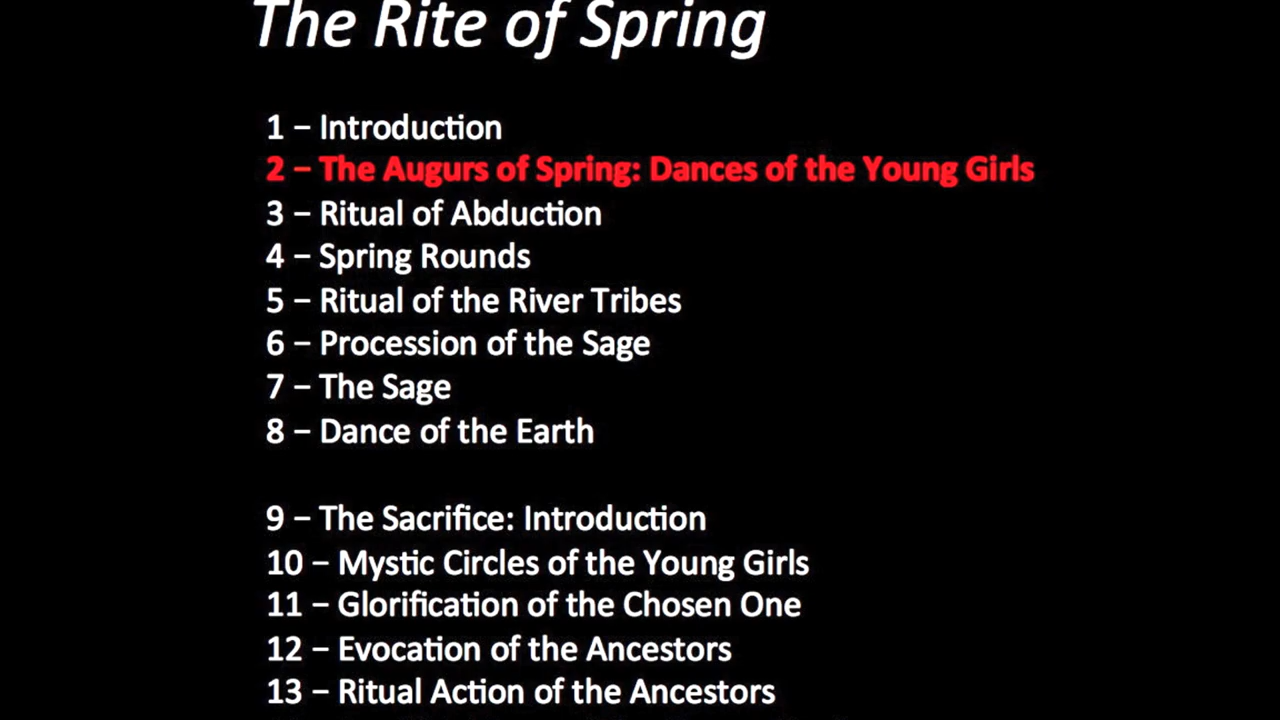 The Rite of Spring
1 – Introduction
2 – The Augurs of Spring: Dances of the Young Girls
3 – Ritual of Abduction
4 – Spring Rounds
5 – Ritual of the River Tribes
6 – Procession of the Sage
7 – The Sage
8 – Dance of the Earth
9 – The Sacrifice: Introduction
10 – Mystic Circles of the Young Girls
11 – Glorification of the Chosen One
12 – Evocation of the Ancestors
13 – Ritual Action of the Ancestors